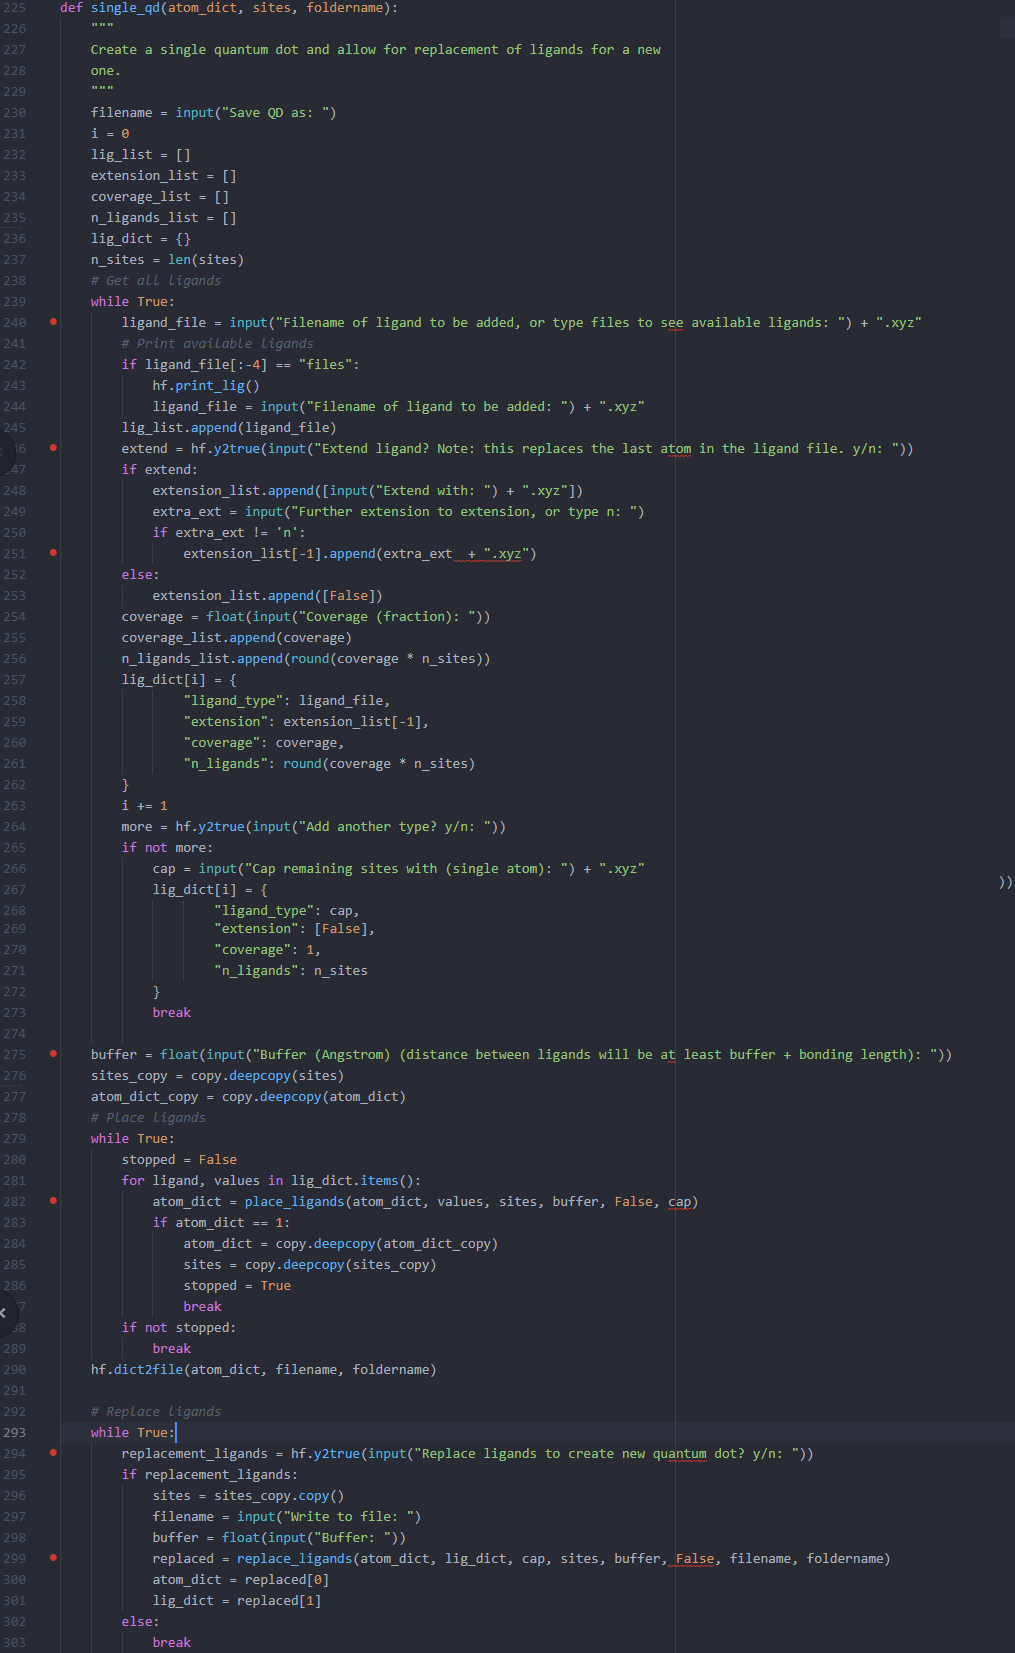 225 def single_qd(atom_dict, sites, foldername):
226 """
227 Create a single quantum dot and allow for replacement of ligands for a new
228 one.
229 """
230 filename = input("Save QD as: ")
231 i = 0
232 lig_list = []
233 extension_list = []
234 coverage_list = []
235 n_ligands_list = []
236 lig_dict = {}
237 n_sites = len(sites)
238 # Get all ligands
239 while True:
240 ligand_file = input("Filename of ligand to be added, or type files to see available ligands: ") + ".xyz"
241 # Print available ligands
242 if ligand_file[:-4] == "files":
243 hf.print_lig()
244 ligand_file = input("Filename of ligand to be added: ") + ".xyz"
245 lig_list.append(ligand_file)
46 extend = hf.y2true(input("Extend ligand? Note: this replaces the last atom in the ligand file. y/n: "))
247 if extend:
248 extension_list.append([input("Extend with: ") + ".xyz"])
249 extra_ext = input("Further extension to extension, or type n: ")
250 if extra_ext != 'n':
251 extension_list[-1].append(extra_ext  + ".xyz")
252 else:
253 extension_list.append([False])
254 coverage = float(input("Coverage (fraction): "))
255 coverage_list.append(coverage)
256 n_ligands_list.append(round(coverage * n_sites))
257 lig_dict[i] = {
258 "ligand_type": ligand_file,
259 "extension": extension_list[-1],
260 "coverage": coverage,
261 "n_ligands": round(coverage * n_sites)
262 }
263 i += 1
264 more = hf.y2true(input("Add another type? y/n: "))
265 if not more:
266 cap = input("Cap remaining sites with (single atom): ") + ".xyz"
267 lig_dict[i] = {
))
268 "ligand_type": cap,
269 "extension": [False],
270 "coverage": 1,
271 "n_ligands": n_sites
272 }
273 break
274
275 buffer = float(input("Buffer (Angstrom) (distance between ligands will be at least buffer + bonding length): "))
276 sites_copy = copy.deepcopy(sites)
277 atom_dict_copy = copy.deepcopy(atom_dict)
278 # Place ligands
279 while True:
280 stopped = False
281 for ligand, values in lig_dict.items():
282 atom_dict = place_ligands(atom_dict, values, sites, buffer, False, cap)
283 if atom_dict == 1:
284 atom_dict = copy.deepcopy(atom_dict_copy)
285 sites = copy.deepcopy(sites_copy)
286 stopped = True
7 break
88 if not stopped:
289 break
290 hf.dict2file(atom_dict, filename, foldername)
291
292 # Replace ligands
293 while True:
294 replacement_ligands = hf.y2true(input("Replace ligands to create new quantum dot? y/n: "))
295 if replacement_ligands:
296 sites = sites_copy.copy()
297 filename = input("Write to file: ")
298 buffer = float(input("Buffer: "))
299 replaced = replace_ligands(atom_dict, lig_dict, cap, sites, buffer, False, filename, foldername)
300 atom_dict = replaced[0]
301 lig_dict = replaced[1]
302 else:
303 break